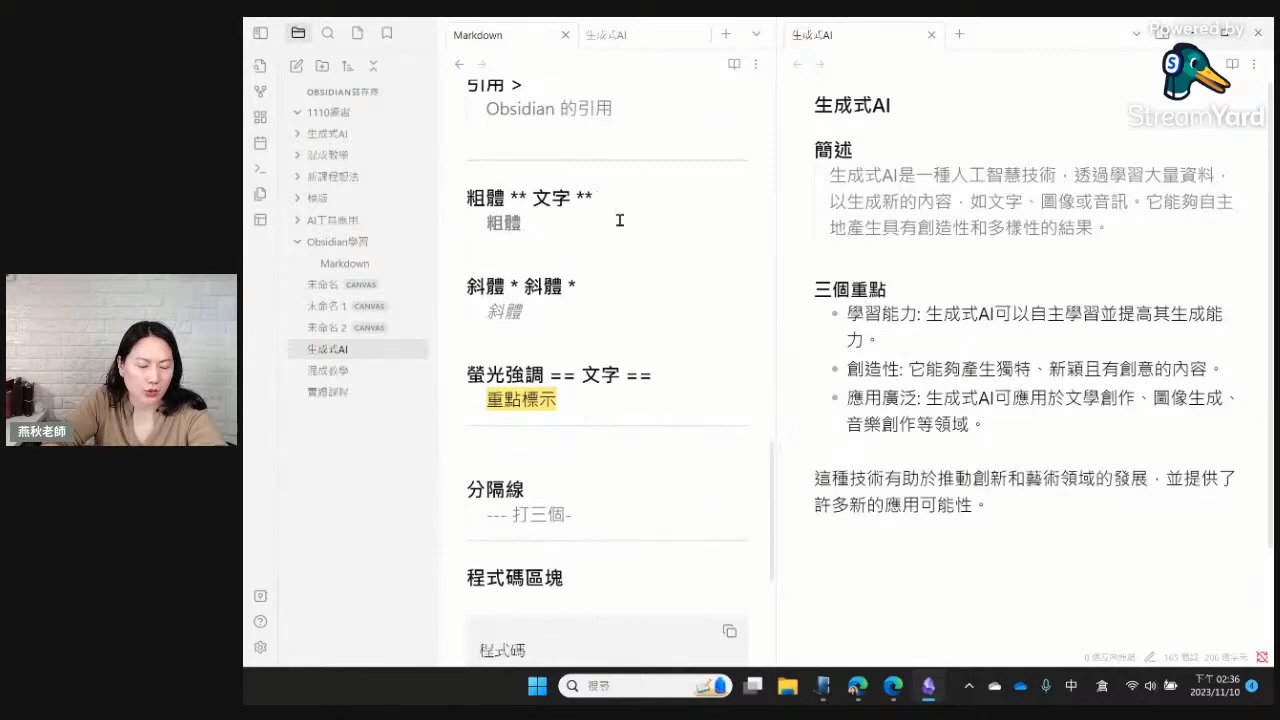 Powered by
StreamYard
燕秋老師
OBSIDIAN儲存庫
1110練習
生成式AI
混成教學
新課程想法
模版
AI工具應用
Obsidian學習
Markdown
未命名 CANVAS
未命名 1 CANVAS
未命名 2 CANVAS
生成式AI
混成教學
Markdown
生成式AI
引用 >
Obsidian 的引用
粗體 ** 文字 **
粗體
斜體 * 斜體 *
斜體
螢光強調 == 文字 ==
重點標示
分隔線
--- 打三個-
程式碼區塊
程式碼
生成式AI
生成式AI
簡述
生成式AI是一種人工智慧技術，透過學習大量資料，
以生成新的內容，如文字、圖像或音訊。它能夠自主
地產生具有創造性和多樣性的結果。
三個重點
學習能力: 生成式AI可以自主學習並提高其生成能
力。
創造性: 它能夠產生獨特、新穎且有創意的內容。
應用廣泛: 生成式AI可應用於文學創作、圖像生成、
音樂創作等領域。
這種技術有助於推動創新和藝術領域的發展，並提供了
許多新的應用可能性。
搜尋
中
下午 02:36
2023/11/10
4